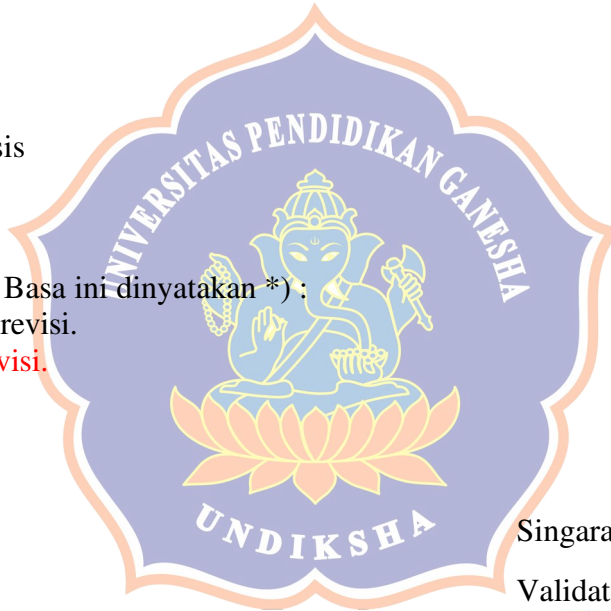 sis
UNIVERSITAS PENDIDIKAN GANESHA
Basa ini dinyatakan *) :
revisi.
visi.
UNDIKSHA
Singara
Validat